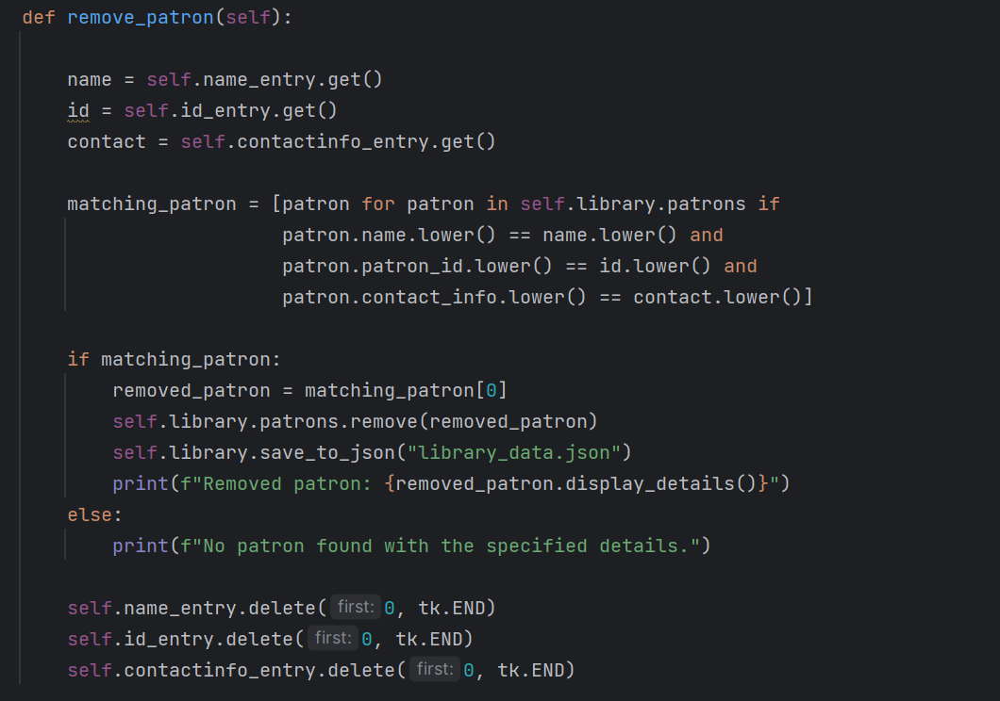 def remove_patron(self):
name = self.name_entry.get()
id = self.id_entry.get()
contact = self.contactinfo_entry.get()
matching_patron = [patron for patron in self.library.patrons if
patron.name.lower() == name.lower() and
patron.patron_id.lower() == id.lower() and
patron.contact_info.lower() == contact.lower()]
if matching_patron:
removed_patron = matching_patron[0]
self.library.patrons.remove(removed_patron)
self.library.save_to_json("library_data.json")
print(f"Removed patron: {removed_patron.display_details()}")
else:
print(f"No patron found with the specified details.")
self.name_entry.delete( first: 0, tk.END)
self.id_entry.delete( first: 0, tk.END)
self.contactinfo_entry.delete( first: 0, tk.END)